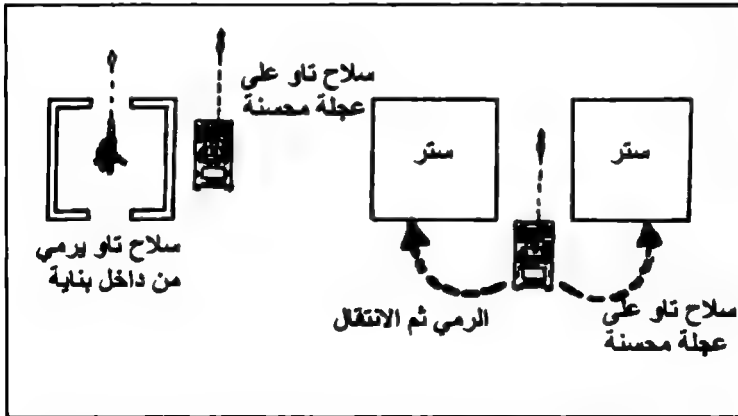 سلاح تاو على
عجلة محسنة
ستر
ستر
سلاح تاو يرمي
من داخل بناية
الرمي ثم الانتقال
سلاح تاو على
عجلة محسنة